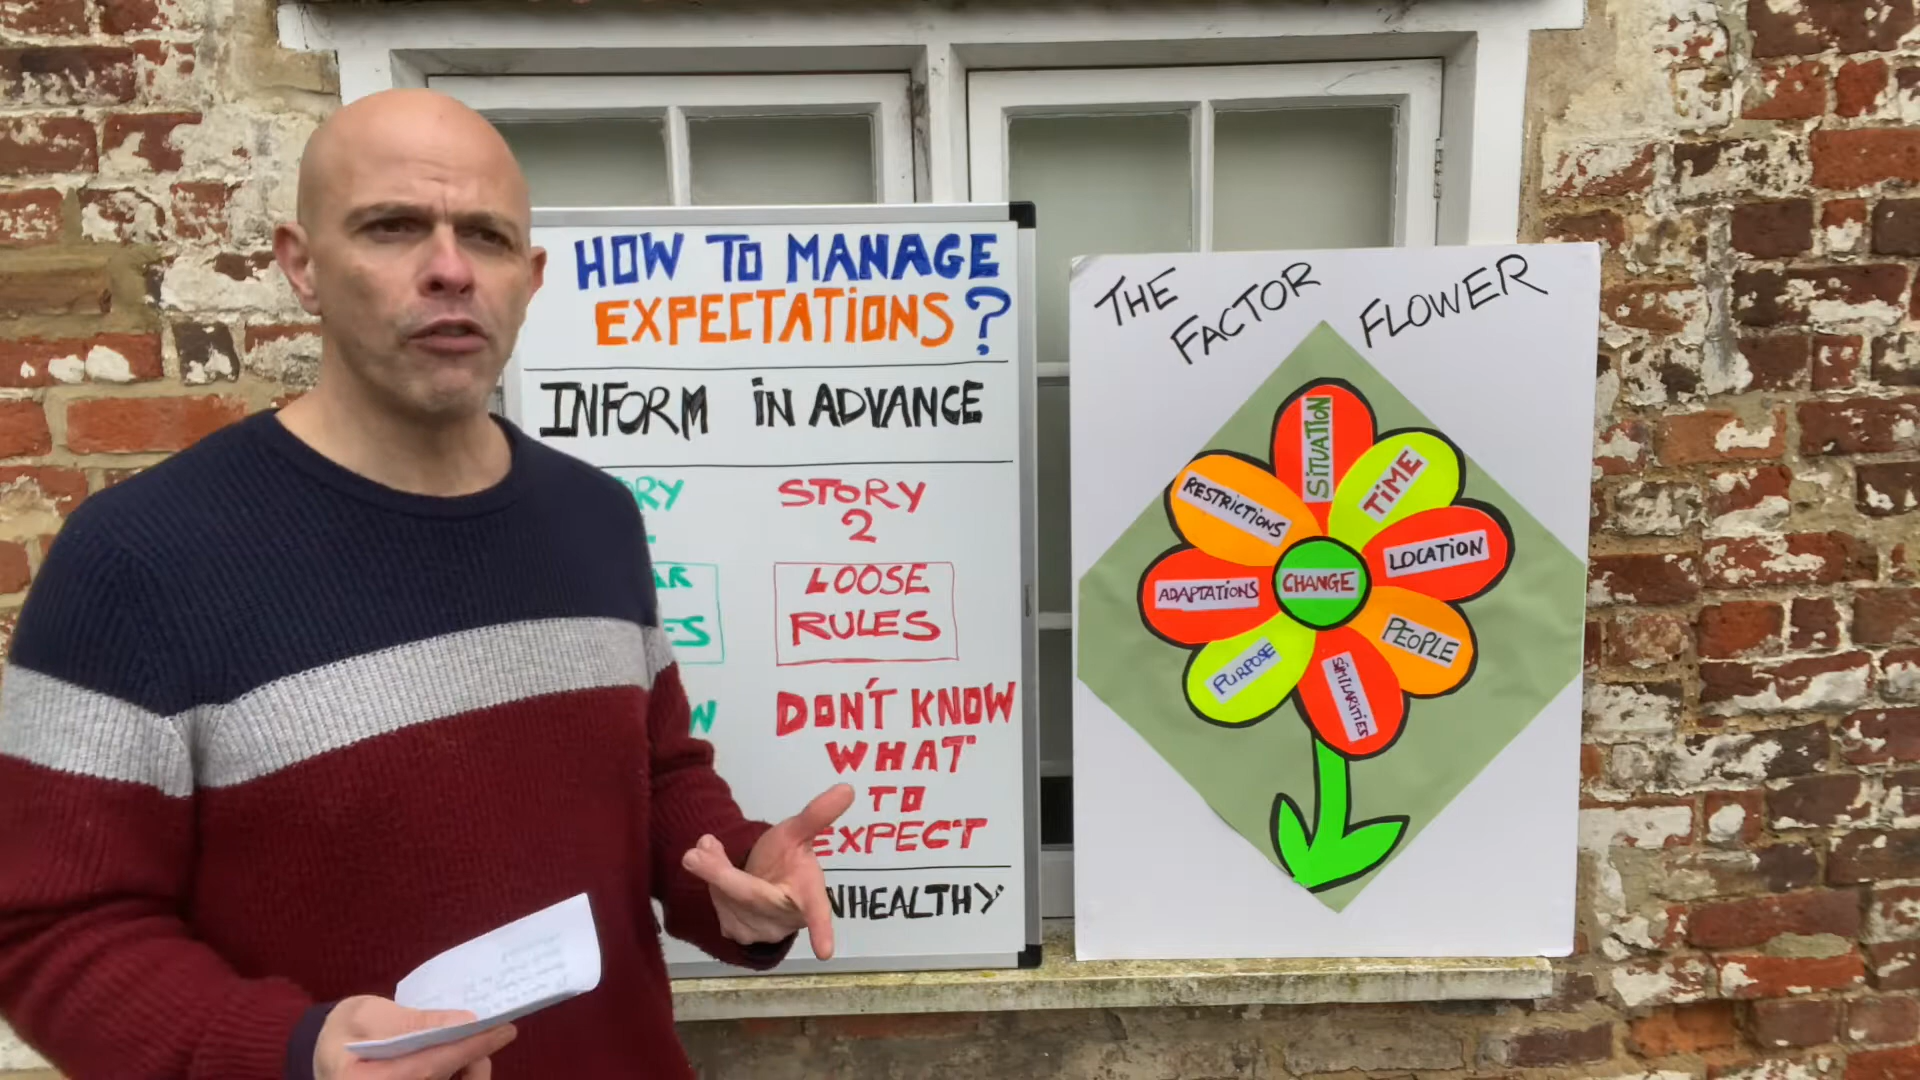 HOW TO MANAGE
EXPECTATIONS?
INFORM IN ADVANCE
STORY
2
LOOSE
RULES
DON'T KNOW
WHAT
TO
EXPECT
THE
FACTOR
FLOWER
SITUATION
TIME
LOCATION
PEOPLE
SIMILARITIES
PURPOSE
ADAPTATIONS
RESTRICTIONS
CHANGE